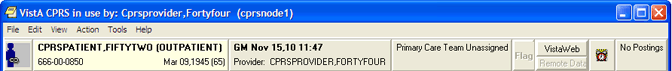 VistA CPRS in use by: Cprsprovider,Fortyfour (cprsnode1)
File Edit View Action Tools Help
CPRSPATIENT,FIFTYTWO (OUTPATIENT) GM Nov 15,10 11:47 Primary Care Team Unassigned Flag VistaWeb No Postings
666-00-0850 Mar 09,1945 (65) Provider: CPRSPROVIDER,FORTYFOUR Remote Data